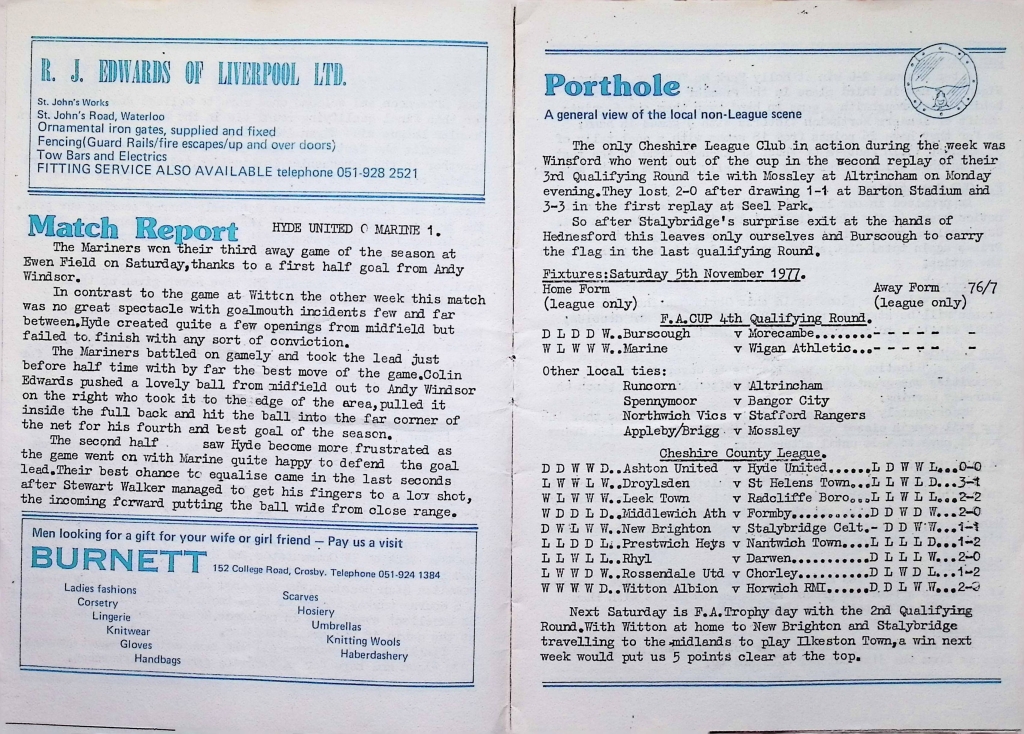 R. J. EDWARDS OF LIVERPOOL LTD.
St. John's Works
St. John's Road, Waterloo
Ornamental iron gates, supplied and fixed
Fencing(Guard Rails/fire escapes/up and over doors)
Tow Bars and Electrics
FITTING SERVICE ALSO AVAILABLE telephone 051-928 2521
Match Report HYDE UNITED 0 MARINE 1.
The Mariners won their third away game of the season at
Ewen Field on Saturday,thanks to a first half goal from Andy
Windsor.
In contrast to the game at Witton the other week this match
was no great spectacle with goalmouth incidents few and far
between.Hyde created quite a few openings from midfield but
failed to finish with any sort of conviction.
The Mariners battled on gamely and took the lead just
before half time with by far the best move of the game.Colin
Edwards pushed a lovely ball from midfield out to Andy Windsor
on the right who took it to the edge of the area,pulled it
inside the full back and hit the ball into the far corner of
the net for his fourth and best goal of the season.
The second half saw Hyde become more frustrated as
the game went on with Marine quite happy to defend the goal
lead.Their best chance to equalise came in the last seconds
after Stewart Walker managed to get his fingers to a low shot,
the incoming forward putting the ball wide from close range.
Men looking for a gift for your wife or girl friend — Pay us a visit
BURNETT 152 College Road, Crosby. Telephone 051-924 1384
Ladies fashions
Corsetry
Lingerie
Knitwear
Gloves
Handbags
Scarves
Hosiery
Umbrellas
Knitting Wools
Haberdashery
Porthole
A general view of the local non-League scene
The only Cheshire League Club in action during the week was
Winsford who went out of the cup in the second replay of their
3rd Qualifying Round tie with Mossley at Altrincham on Monday
evening.They lost 2-0 after drawing 1-1 at Barton Stadium and
3-3 in the first replay at Seel Park.
So after Stalybridge's surprise exit at the hands of
Hednesford this leaves only ourselves and Burscough to carry
the flag in the last qualifying Round.
Fixtures:Saturday 5th November 1977.
Home Form Away Form 76/7
(league only) (league only)
F.A.CUP 4th Qualifying Round.
D L D D W..Burscough v Morecambe........- - - - - -
W L W W W..Marine v Wigan Athletic...- - - - - -
Other local ties:
Runcorn v Altrincham
Spennymoor v Bangor City
Northwich Vics v Stafford Rangers
Appleby/Brigg v Mossley
Cheshire County League.
D D W W D..Ashton United v Hyde United......L D W W L...0-0
L W W L W..Droylsden v St Helens Town...L L W L D...3-1
W L W W W..Leek Town v Radcliffe Boro...L L W L L...2-2
W D D L D..Middlewich Ath v Formby..........D D D D W...2-0
D W L W W..New Brighton v Stalybridge Celt.- D D W W...1-1
L L D D L..Prestwich Heys v Nantwich Town....L L L L D...1-2
L L W L L..Rhyl v Darwen..........D L L L W...2-0
L W W W D..Rossendale Utd v Chorley.........D L W D L...1-2
W W W W D..Witton Albion v Horwich RMI......D D L W W...
Next Saturday is F.A.Trophy day with the 2nd Qualifying
Round.With Witton at home to New Brighton and Stalybridge
travelling to the midlands to play Ilkeston Town,a win next
week would put us 5 points clear at the top.